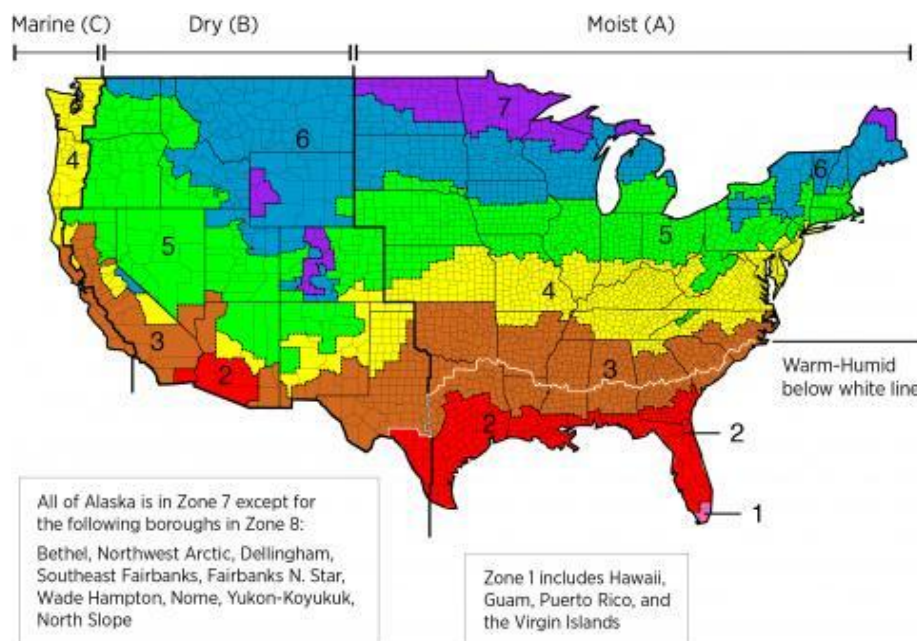 Marine (C)
Dry (B)
Moist (A)
7
6
6
4
5
5
4
3
3
2
2
Warm-Humid
below white line
2
1
All of Alaska is in Zone 7 except for
the following boroughs in Zone 8:
Bethel, Northwest Arctic, Dellingham,
Southeast Fairbanks, Fairbanks N. Star,
Wade Hampton, Nome, Yukon-Koyukuk,
North Slope
Zone 1 includes Hawaii,
Guam, Puerto Rico, and
the Virgin Islands